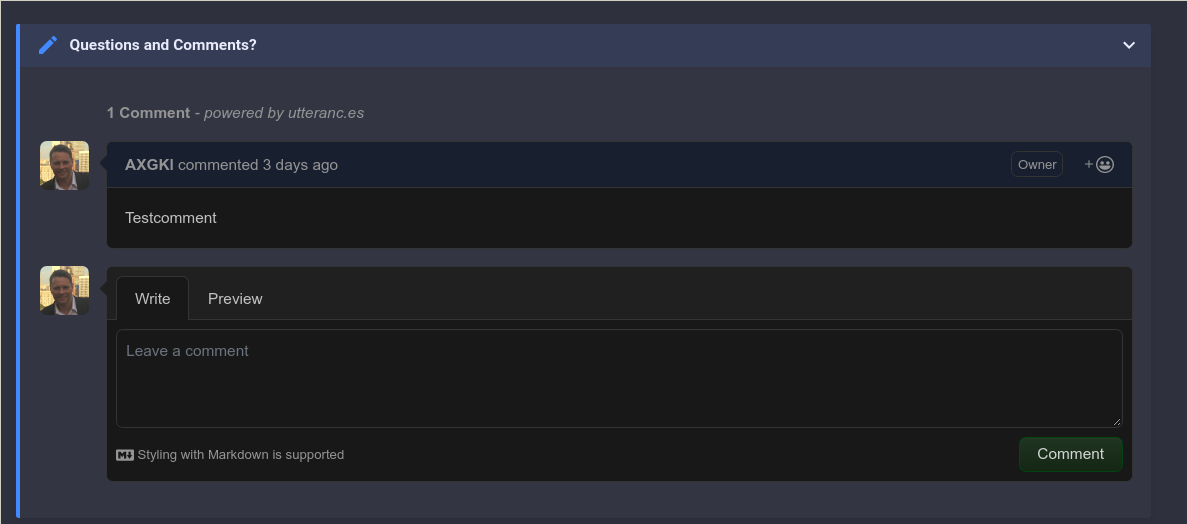 Questions and Comments?
1 Comment - powered by utteranc.es
AXGKI commented 3 days ago
Owner
+
Testcomment
Write
Preview
Leave a comment
Styling with Markdown is supported
Comment